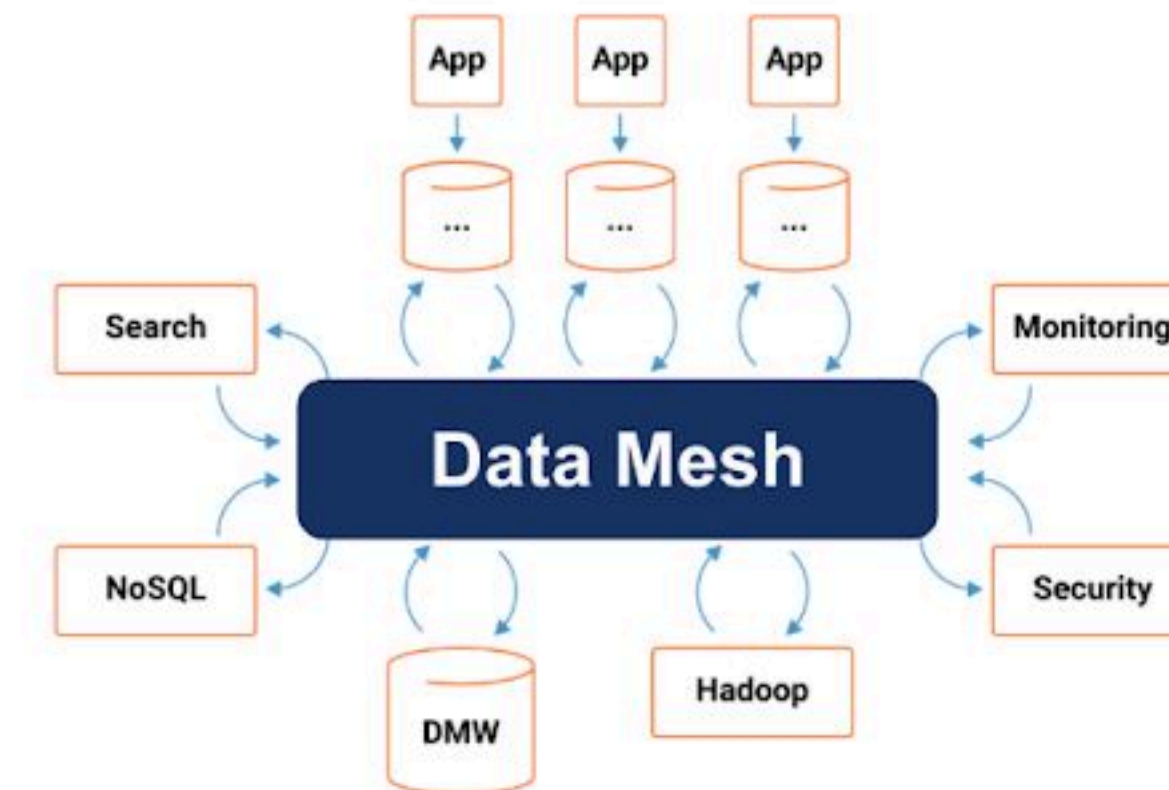 App
App
App
...
...
...
Search
Monitoring
Data Mesh
NoSQL
Security
DMW
Hadoop